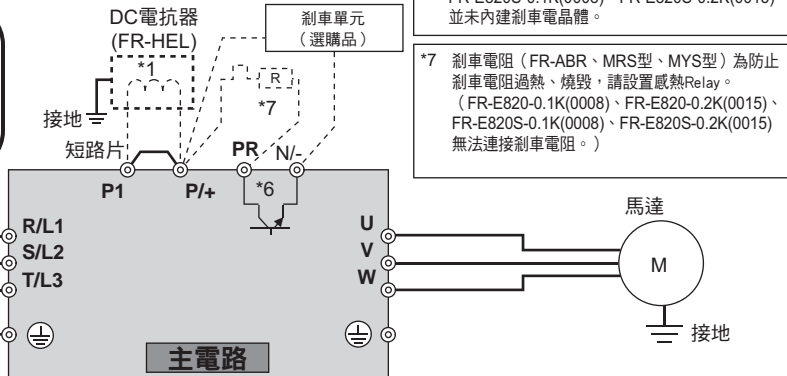 FR-E820S-0.1K(0008)、FR-E820S-0.2K(0015)
並未內建剎車電晶體。
*7 剎車電阻（FR-ABR、MRS型、MYS型）為防止
剎車電阻過熱、燒毀，請設置感熱Relay。
（FR-E820-0.1K(0008)、FR-E820-0.2K(0015)、
FR-E820S-0.1K(0008)、FR-E820S-0.2K(0015)
無法連接剎車電阻。）
DC電抗器
(FR-HEL)
*1
剎車單元
（選購品）
R
*7
接地
短路片
PR
N/-
P1
P/+
*6
R/L1
S/L2
T/L3
U
V
W
馬達
M
接地
主電路